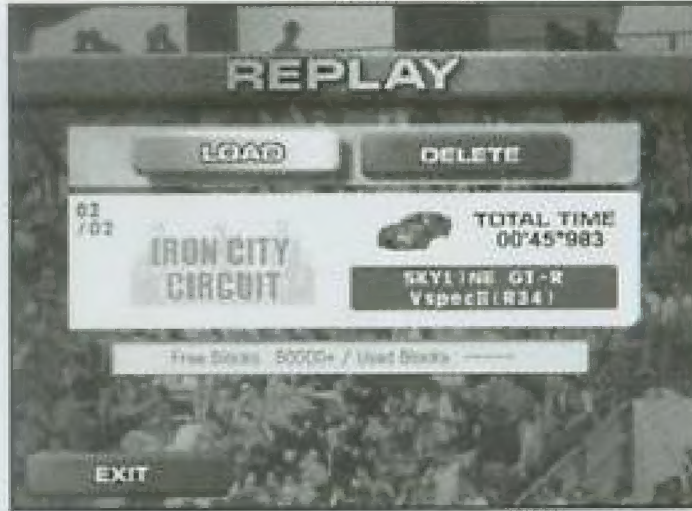 REPLAY
LOAD
DELETE
02
/02
IRON CITY
CIRCUIT
TOTAL TIME
00'45"983
SKYLINE GT-R
VspecII(R34)
Free Blocks 50000+ / Used Blocks -----
EXIT